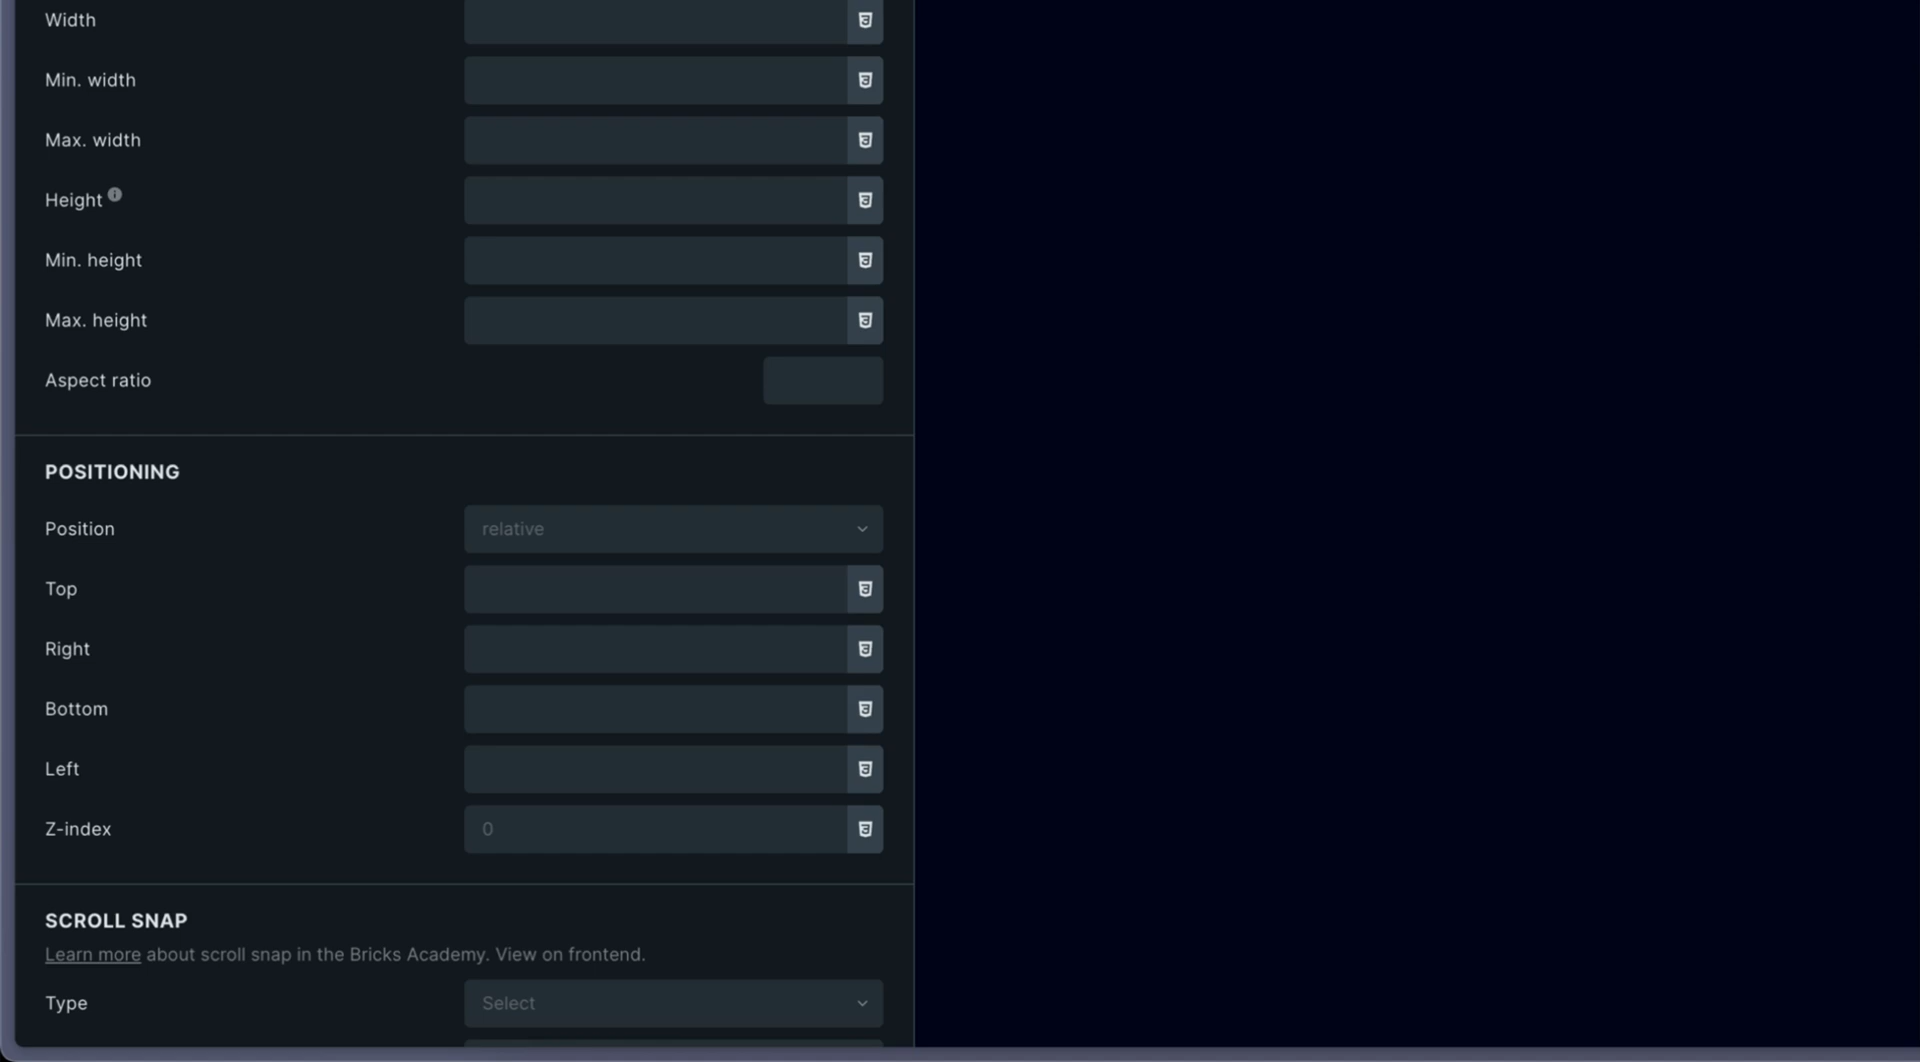 Width
Min. width
Max. width
Height
Min. height
Max. height
Aspect ratio
POSITIONING
Position relative
Top
Right
Bottom
Left
Z-index 0
SCROLL SNAP
Learn more about scroll snap in the Bricks Academy. View on frontend.
Type Select